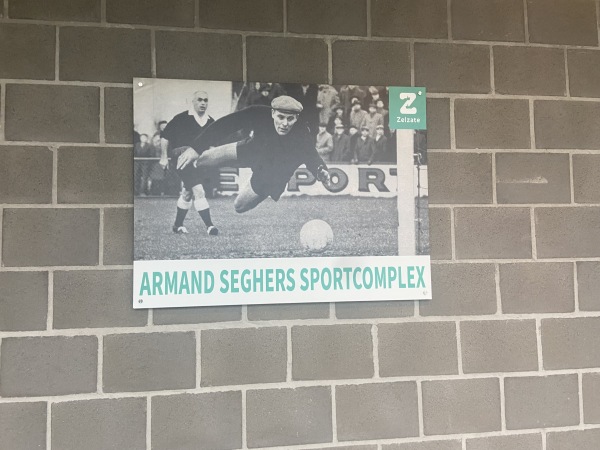 Z
Zelzate
E SPORT
ARMAND SEGHERS SPORTCOMPLEX